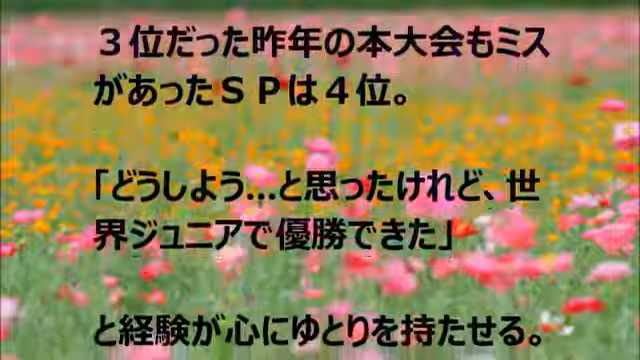 ３位だった昨年の本大会もミス
があったＳＰは４位。
「どうしよう…と思ったけれど、世
界ジュニアで優勝できた」
と経験が心にゆとりを持たせる。